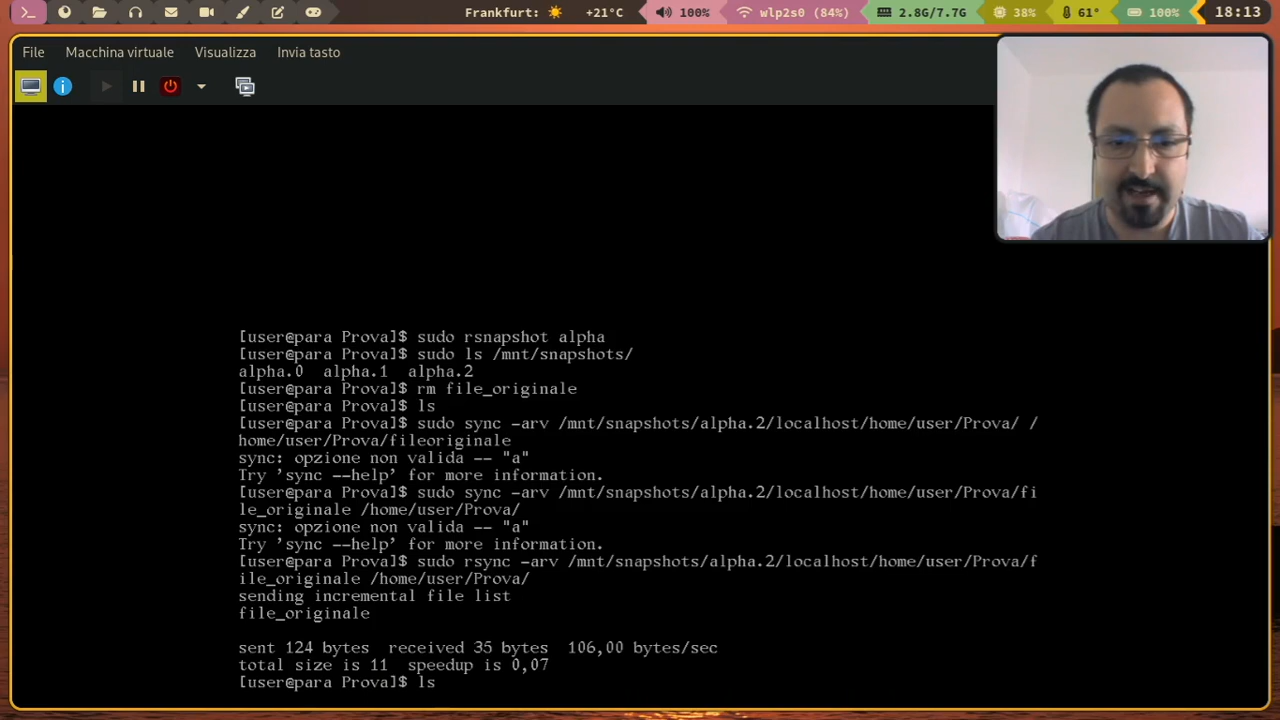 Frankfurt: +21°C 100% wlp2s0 (84%) 2.8G/7.7G 38% 61° 100% 18:13
File Macchina virtuale Visualizza Invia tasto
[user@para Prova]$ sudo rsnapshot alpha
[user@para Prova]$ sudo ls /mnt/snapshots/
alpha.0  alpha.1  alpha.2
[user@para Prova]$ rm file_originale
[user@para Prova]$ ls
[user@para Prova]$ sudo sync -arv /mnt/snapshots/alpha.2/localhost/home/user/Prova/ /
home/user/Prova/fileoriginale
sync: opzione non valida -- "a"
Try 'sync --help' for more information.
[user@para Prova]$ sudo sync -arv /mnt/snapshots/alpha.2/localhost/home/user/Prova/fi
le_originale /home/user/Prova/
sync: opzione non valida -- "a"
Try 'sync --help' for more information.
[user@para Prova]$ sudo rsync -arv /mnt/snapshots/alpha.2/localhost/home/user/Prova/f
ile_originale /home/user/Prova/
sending incremental file list
file_originale
sent 124 bytes  received 35 bytes  106,00 bytes/sec
total size is 11  speedup is 0,07
[user@para Prova]$ ls